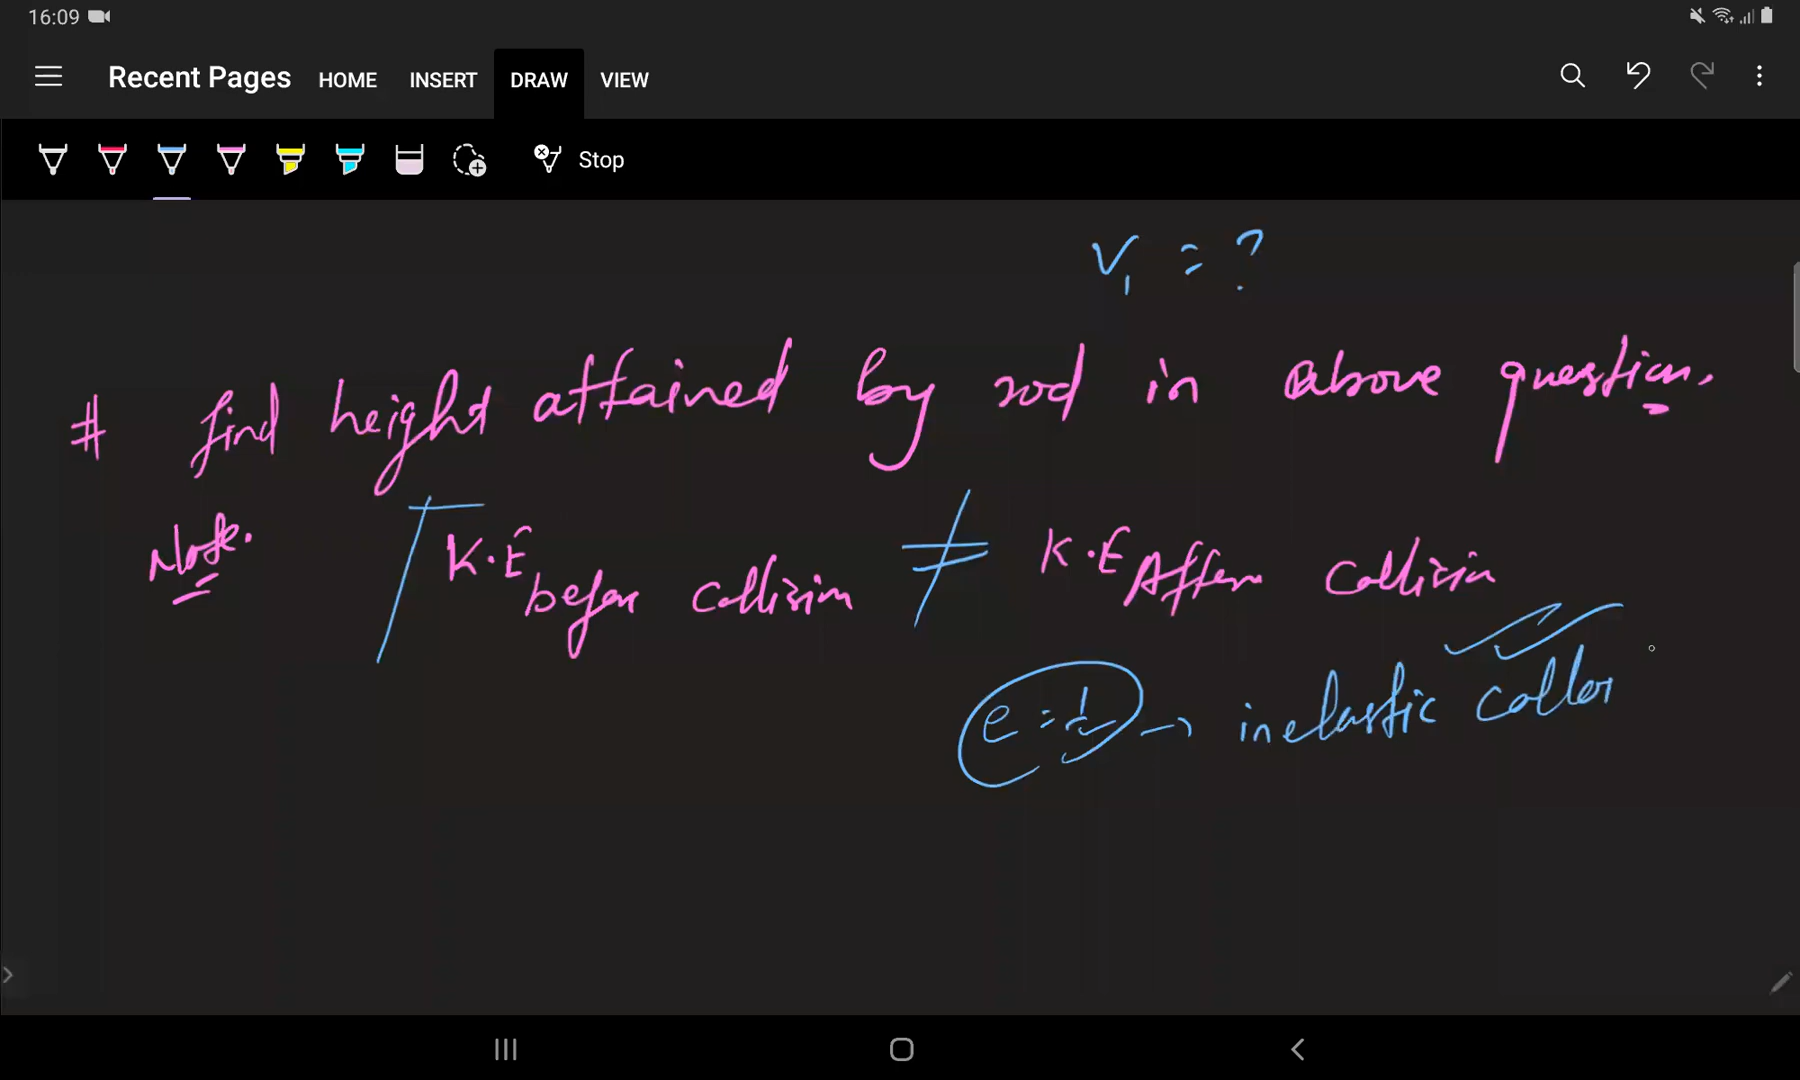 16:09
Recent Pages HOME INSERT DRAW VIEW
Stop
V₁ = ?
# find height attained by rod in above question.
Note. K.E before collision ≠ K.E After collision
e = 1/2 → inelastic